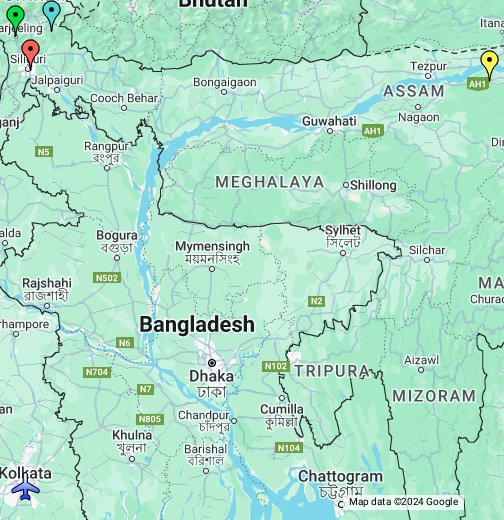 Bhutan
Darjeeling
Siliguri
Jalpaiguri
Cooch Behar
Bongaigaon
Tezpur
Itana
AH1
ASSAM
Nagaon
Guwahati
AH1
ganj
N5
Rangpur
রংপুর
MEGHALAYA
Shillong
Bogura
বগুড়া
Mymensingh
ময়মনসিংহ
Sylhet
সিলেট
Silchar
alda
N502
Rajshahi
রাজশাহী
MA
Churac
rhampore
N6
Bangladesh
N2
N704
N7
Dhaka
ঢাকা
N102
TRIPURA
Aizawl
MIZORAM
N805
Chandpur
চাঁদপুর
Cumilla
কুমিল্লা
Khulna
খুলনা
Barishal
বরিশাল
N104
Kolkata
Chattogram
চট্টগ্রাম
Map data ©2024 Google